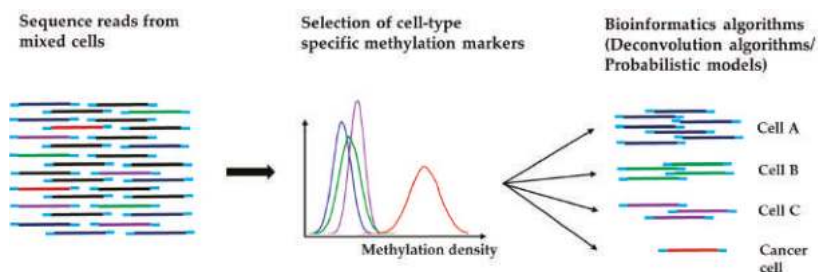 Sequence reads from
mixed cells
Selection of cell-type
specific methylation markers
Bioinformatics algorithms
(Deconvolution algorithms/
Probabilistic models)
Cell A
Cell B
Cell C
Cancer
cell
Methylation density